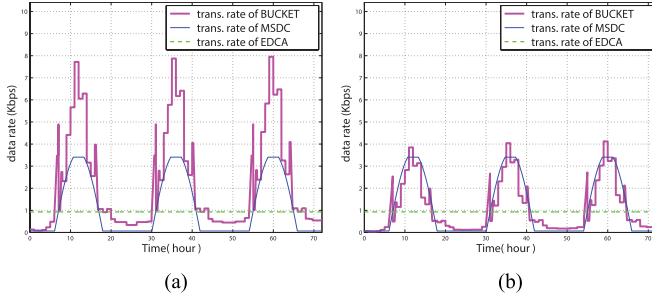 trans. rate of BUCKET
trans. rate of MSDC
trans. rate of EDCA
data rate (Kbps)
10
9
8
7
6
5
4
3
2
1
0
0 10 20 30 40 50 60 70
Time( hour )
(a)
trans. rate of BUCKET
trans. rate of MSDC
trans. rate of EDCA
data rate (Kbps)
10
9
8
7
6
5
4
3
2
1
0
0 10 20 30 40 50 60 70
Time( hour )
(b)